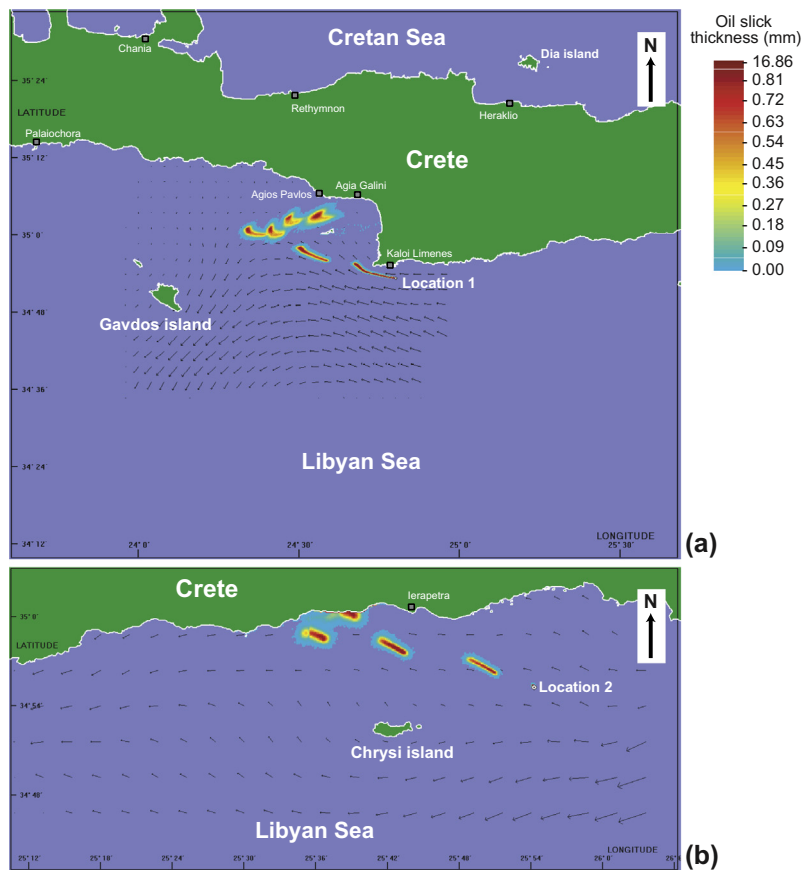 Oil slick
thickness (mm)
16.86
0.81
0.72
0.63
0.54
0.45
0.36
0.27
0.18
0.09
0.00
Cretan Sea
N
Chania
Dia island
35° 24'
LATITUDE
Rethymnon
Heraklio
Palaiochora
35° 12'
Crete
Agios Pavlos
Agia Galini
35° 0'
Kaloi Limenes
Location 1
34° 48'
Gavdos island
34° 36'
Libyan Sea
34° 24'
34° 12'
24° 0'
24° 30'
25° 0'
25° 30'
LONGITUDE
(a)
Crete
Ierapetra
N
35° 0'
LATITUDE
Location 2
34° 54'
Chrysi island
34° 48'
Libyan Sea
LONGITUDE
25° 12'
25° 18'
25° 24'
25° 30'
25° 36'
25° 42'
25° 48'
25° 54'
26° 0'
(b)